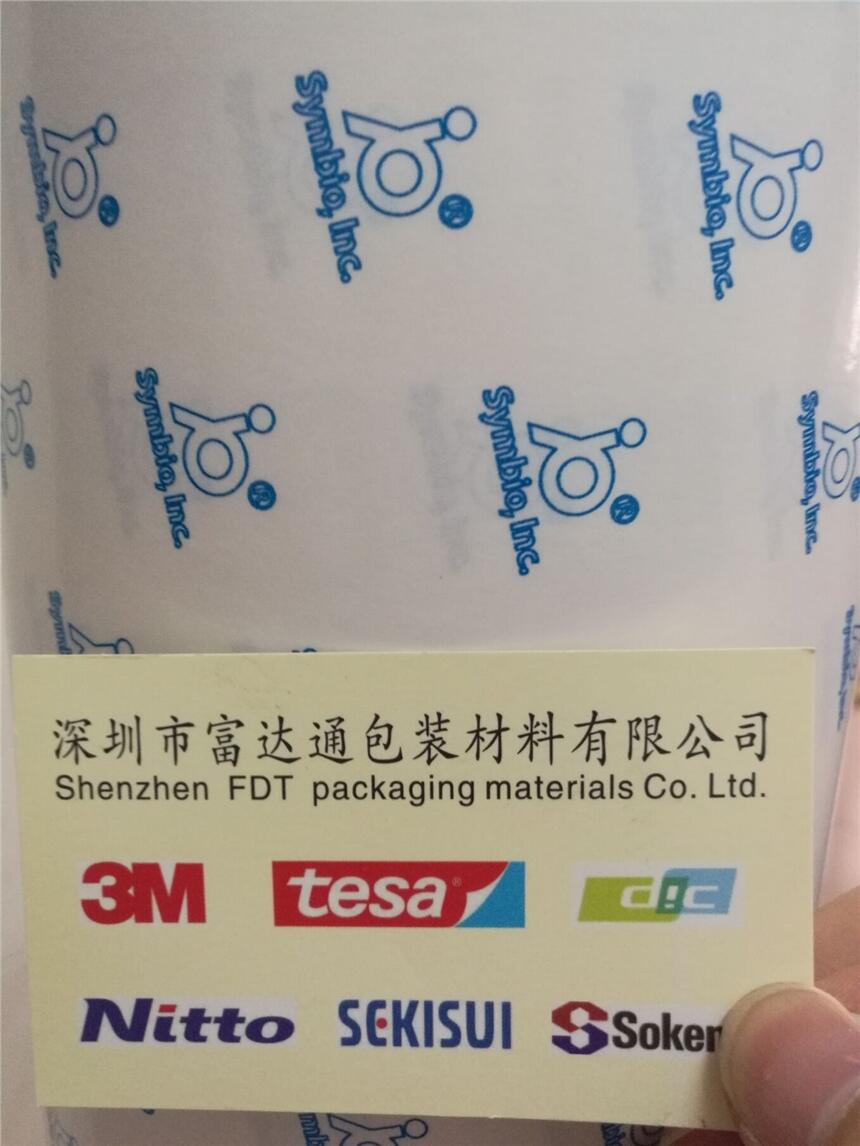 Symbio, Inc.
®
Symbio, Inc.
®
Symbio, Inc.
®
Symbio, Inc.
®
Symbio, Inc.
®
Symbio, Inc.
深圳市富达通包装材料有限公司
Shenzhen FDT packaging materials Co. Ltd.
3M
tesa®
dic
Nitto
SEKISUI
Soken